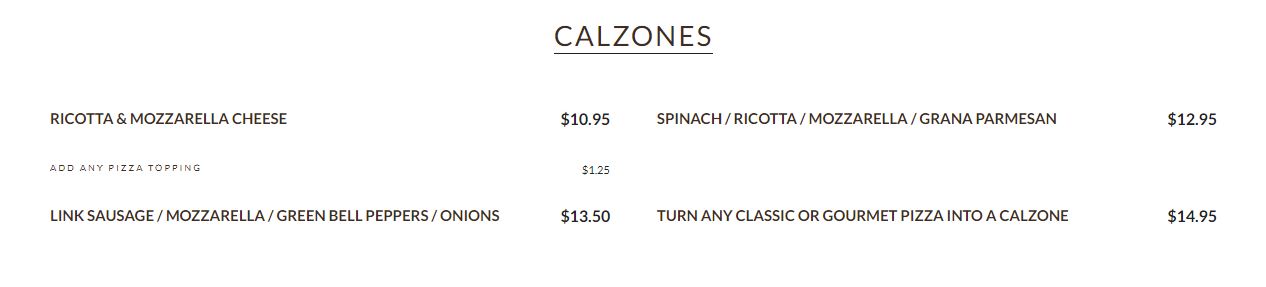 CALZONES
RICOTTA & MOZZARELLA CHEESE $10.95
ADD ANY PIZZA TOPPING $1.25
LINK SAUSAGE / MOZZARELLA / GREEN BELL PEPPERS / ONIONS $13.50
SPINACH / RICOTTA / MOZZARELLA / GRANA PARMESAN $12.95
TURN ANY CLASSIC OR GOURMET PIZZA INTO A CALZONE $14.95